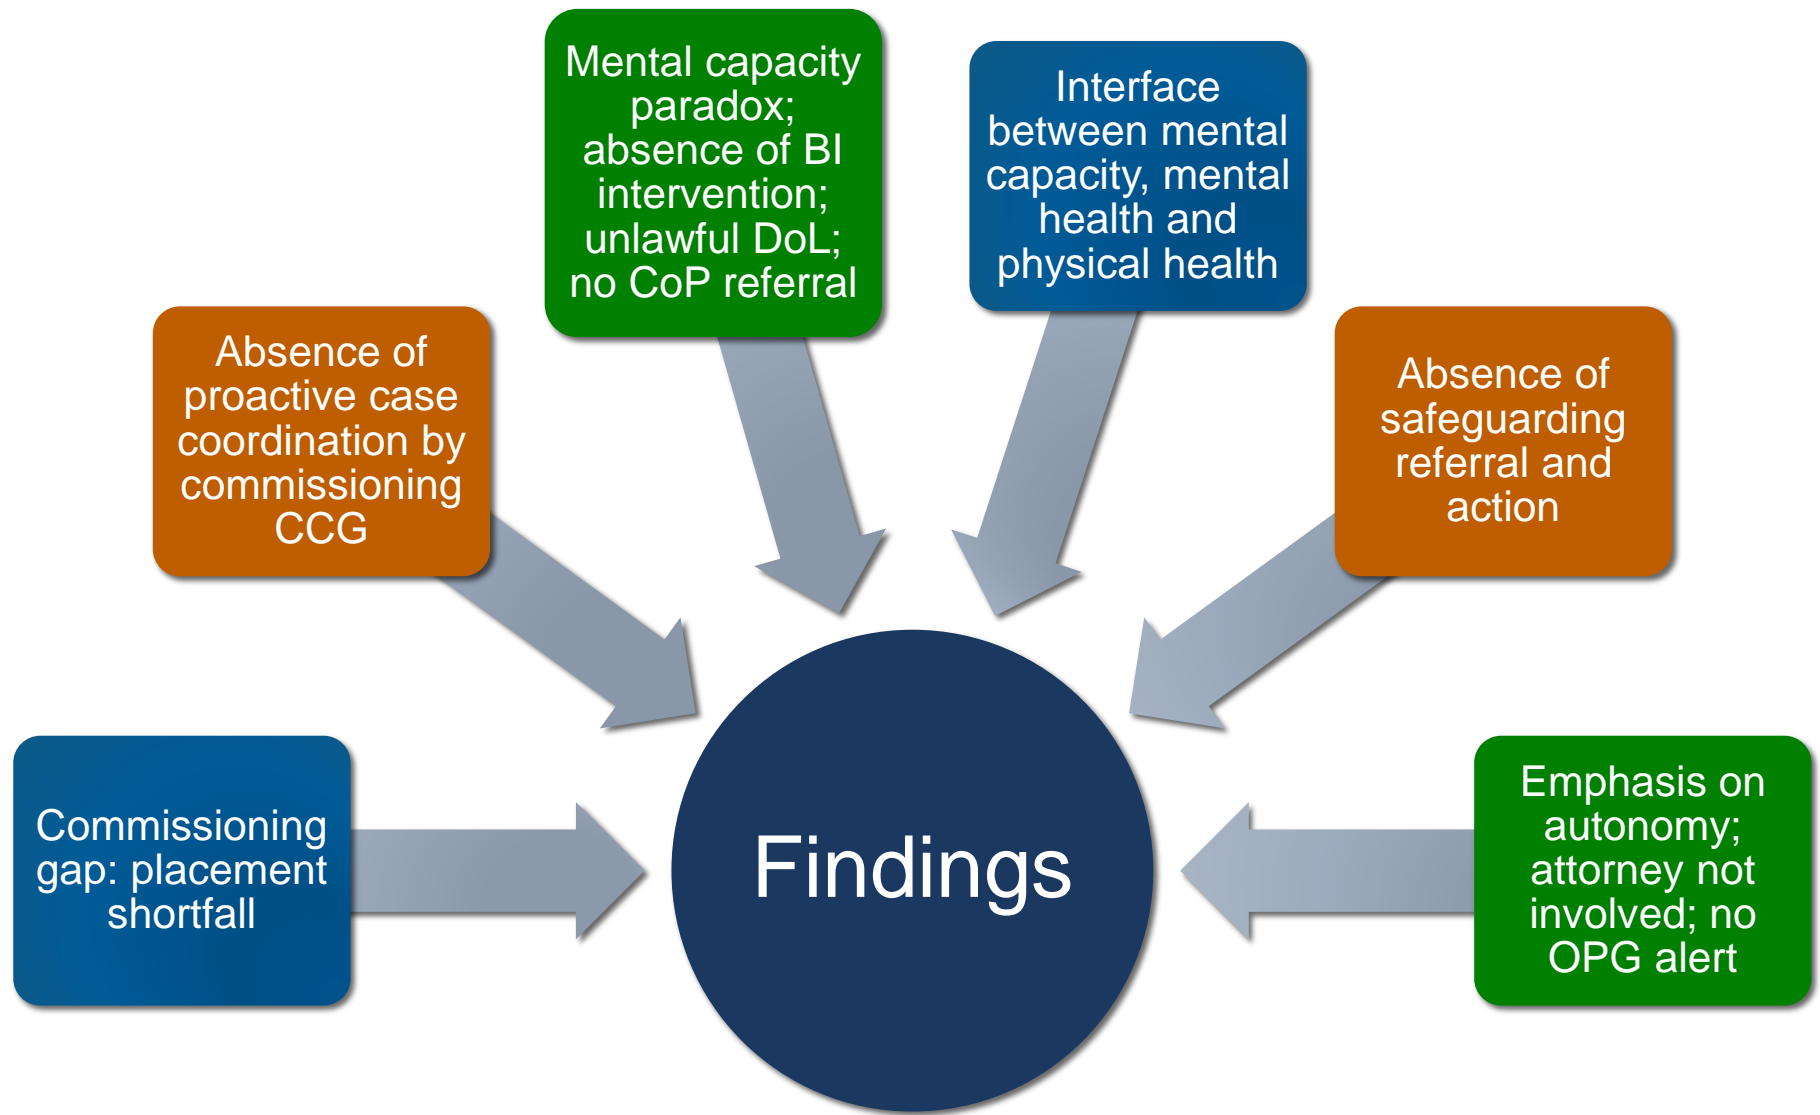 Mental capacity
paradox;
absence of BI
intervention;
unlawful DoL;
no CoP referral
Interface
between mental
capacity, mental
health and
physical health
Absence of
proactive case
coordination by
commissioning
CCG
Absence of
safeguarding
referral and
action
Commissioning
gap: placement
shortfall
Findings
Emphasis on
autonomy;
attorney not
involved; no
OPG alert